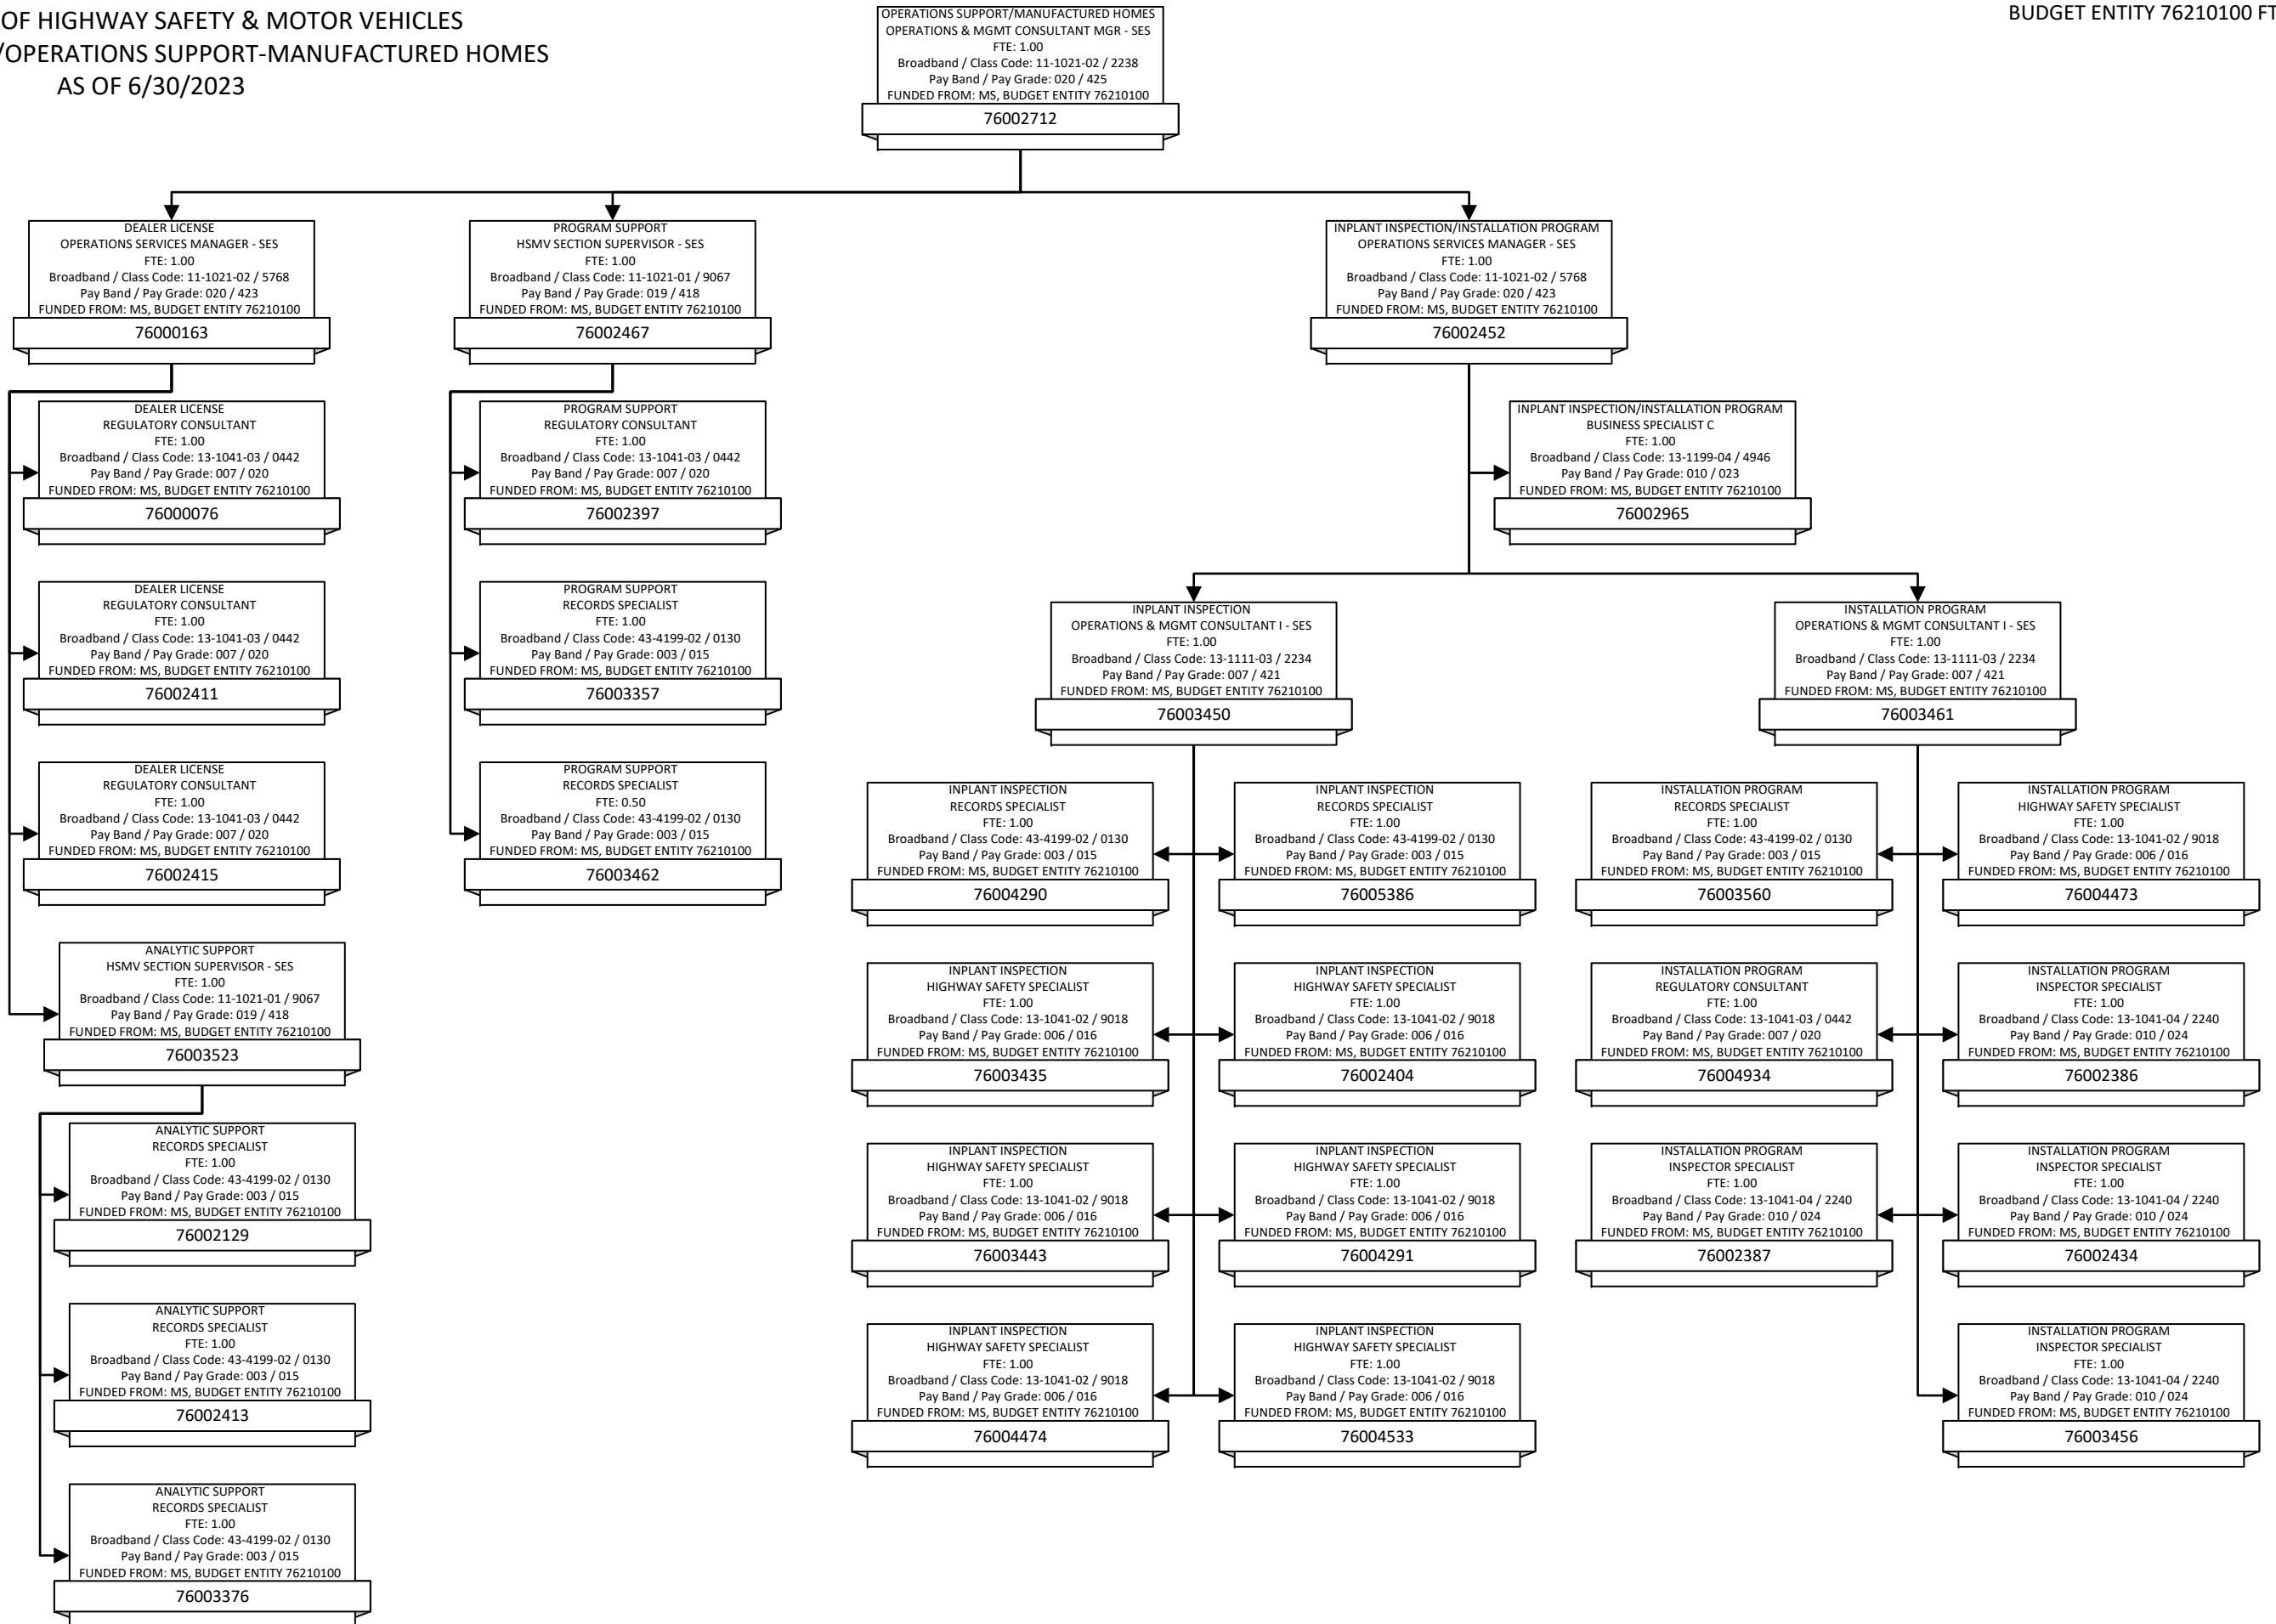 OF HIGHWAY SAFETY & MOTOR VEHICLES
/OPERATIONS SUPPORT-MANUFACTURED HOMES
AS OF 6/30/2023
BUDGET ENTITY 76210100 FT
OPERATIONS SUPPORT/MANUFACTURED HOMES
OPERATIONS & MGMT CONSULTANT MGR - SES
FTE: 1.00
Broadband / Class Code: 11-1021-02 / 2238
Pay Band / Pay Grade: 020 / 425
FUNDED FROM: MS, BUDGET ENTITY 76210100
76002712
DEALER LICENSE
OPERATIONS SERVICES MANAGER - SES
FTE: 1.00
Broadband / Class Code: 11-1021-02 / 5768
Pay Band / Pay Grade: 020 / 423
FUNDED FROM: MS, BUDGET ENTITY 76210100
76000163
DEALER LICENSE
REGULATORY CONSULTANT
FTE: 1.00
Broadband / Class Code: 13-1041-03 / 0442
Pay Band / Pay Grade: 007 / 020
FUNDED FROM: MS, BUDGET ENTITY 76210100
76000076
DEALER LICENSE
REGULATORY CONSULTANT
FTE: 1.00
Broadband / Class Code: 13-1041-03 / 0442
Pay Band / Pay Grade: 007 / 020
FUNDED FROM: MS, BUDGET ENTITY 76210100
76002411
DEALER LICENSE
REGULATORY CONSULTANT
FTE: 1.00
Broadband / Class Code: 13-1041-03 / 0442
Pay Band / Pay Grade: 007 / 020
FUNDED FROM: MS, BUDGET ENTITY 76210100
76002415
ANALYTIC SUPPORT
HSMV SECTION SUPERVISOR - SES
FTE: 1.00
Broadband / Class Code: 11-1021-01 / 9067
Pay Band / Pay Grade: 019 / 418
FUNDED FROM: MS, BUDGET ENTITY 76210100
76003523
ANALYTIC SUPPORT
RECORDS SPECIALIST
FTE: 1.00
Broadband / Class Code: 43-4199-02 / 0130
Pay Band / Pay Grade: 003 / 015
FUNDED FROM: MS, BUDGET ENTITY 76210100
76002129
ANALYTIC SUPPORT
RECORDS SPECIALIST
FTE: 1.00
Broadband / Class Code: 43-4199-02 / 0130
Pay Band / Pay Grade: 003 / 015
FUNDED FROM: MS, BUDGET ENTITY 76210100
76002413
ANALYTIC SUPPORT
RECORDS SPECIALIST
FTE: 1.00
Broadband / Class Code: 43-4199-02 / 0130
Pay Band / Pay Grade: 003 / 015
FUNDED FROM: MS, BUDGET ENTITY 76210100
76003376
PROGRAM SUPPORT
HSMV SECTION SUPERVISOR - SES
FTE: 1.00
Broadband / Class Code: 11-1021-01 / 9067
Pay Band / Pay Grade: 019 / 418
FUNDED FROM: MS, BUDGET ENTITY 76210100
76002467
PROGRAM SUPPORT
REGULATORY CONSULTANT
FTE: 1.00
Broadband / Class Code: 13-1041-03 / 0442
Pay Band / Pay Grade: 007 / 020
FUNDED FROM: MS, BUDGET ENTITY 76210100
76002397
PROGRAM SUPPORT
RECORDS SPECIALIST
FTE: 1.00
Broadband / Class Code: 43-4199-02 / 0130
Pay Band / Pay Grade: 003 / 015
FUNDED FROM: MS, BUDGET ENTITY 76210100
76003357
PROGRAM SUPPORT
RECORDS SPECIALIST
FTE: 0.50
Broadband / Class Code: 43-4199-02 / 0130
Pay Band / Pay Grade: 003 / 015
FUNDED FROM: MS, BUDGET ENTITY 76210100
76003462
INPLANT INSPECTION/INSTALLATION PROGRAM
OPERATIONS SERVICES MANAGER - SES
FTE: 1.00
Broadband / Class Code: 11-1021-02 / 5768
Pay Band / Pay Grade: 020 / 423
FUNDED FROM: MS, BUDGET ENTITY 76210100
76002452
INPLANT INSPECTION/INSTALLATION PROGRAM
BUSINESS SPECIALIST C
FTE: 1.00
Broadband / Class Code: 13-1199-04 / 4946
Pay Band / Pay Grade: 010 / 023
FUNDED FROM: MS, BUDGET ENTITY 76210100
76002965
INPLANT INSPECTION
OPERATIONS & MGMT CONSULTANT I - SES
FTE: 1.00
Broadband / Class Code: 13-1111-03 / 2234
Pay Band / Pay Grade: 007 / 421
FUNDED FROM: MS, BUDGET ENTITY 76210100
76003450
INPLANT INSPECTION
RECORDS SPECIALIST
FTE: 1.00
Broadband / Class Code: 43-4199-02 / 0130
Pay Band / Pay Grade: 003 / 015
FUNDED FROM: MS, BUDGET ENTITY 76210100
76004290
INPLANT INSPECTION
RECORDS SPECIALIST
FTE: 1.00
Broadband / Class Code: 43-4199-02 / 0130
Pay Band / Pay Grade: 003 / 015
FUNDED FROM: MS, BUDGET ENTITY 76210100
76005386
INPLANT INSPECTION
HIGHWAY SAFETY SPECIALIST
FTE: 1.00
Broadband / Class Code: 13-1041-02 / 9018
Pay Band / Pay Grade: 006 / 016
FUNDED FROM: MS, BUDGET ENTITY 76210100
76003435
INPLANT INSPECTION
HIGHWAY SAFETY SPECIALIST
FTE: 1.00
Broadband / Class Code: 13-1041-02 / 9018
Pay Band / Pay Grade: 006 / 016
FUNDED FROM: MS, BUDGET ENTITY 76210100
76002404
INPLANT INSPECTION
HIGHWAY SAFETY SPECIALIST
FTE: 1.00
Broadband / Class Code: 13-1041-02 / 9018
Pay Band / Pay Grade: 006 / 016
FUNDED FROM: MS, BUDGET ENTITY 76210100
76003443
INPLANT INSPECTION
HIGHWAY SAFETY SPECIALIST
FTE: 1.00
Broadband / Class Code: 13-1041-02 / 9018
Pay Band / Pay Grade: 006 / 016
FUNDED FROM: MS, BUDGET ENTITY 76210100
76004291
INPLANT INSPECTION
HIGHWAY SAFETY SPECIALIST
FTE: 1.00
Broadband / Class Code: 13-1041-02 / 9018
Pay Band / Pay Grade: 006 / 016
FUNDED FROM: MS, BUDGET ENTITY 76210100
76004474
INPLANT INSPECTION
HIGHWAY SAFETY SPECIALIST
FTE: 1.00
Broadband / Class Code: 13-1041-02 / 9018
Pay Band / Pay Grade: 006 / 016
FUNDED FROM: MS, BUDGET ENTITY 76210100
76004533
INSTALLATION PROGRAM
OPERATIONS & MGMT CONSULTANT I - SES
FTE: 1.00
Broadband / Class Code: 13-1111-03 / 2234
Pay Band / Pay Grade: 007 / 421
FUNDED FROM: MS, BUDGET ENTITY 76210100
76003461
INSTALLATION PROGRAM
RECORDS SPECIALIST
FTE: 1.00
Broadband / Class Code: 43-4199-02 / 0130
Pay Band / Pay Grade: 003 / 015
FUNDED FROM: MS, BUDGET ENTITY 76210100
76003560
INSTALLATION PROGRAM
HIGHWAY SAFETY SPECIALIST
FTE: 1.00
Broadband / Class Code: 13-1041-02 / 9018
Pay Band / Pay Grade: 006 / 016
FUNDED FROM: MS, BUDGET ENTITY 76210100
76004473
INSTALLATION PROGRAM
REGULATORY CONSULTANT
FTE: 1.00
Broadband / Class Code: 13-1041-03 / 0442
Pay Band / Pay Grade: 007 / 020
FUNDED FROM: MS, BUDGET ENTITY 76210100
76004934
INSTALLATION PROGRAM
INSPECTOR SPECIALIST
FTE: 1.00
Broadband / Class Code: 13-1041-04 / 2240
Pay Band / Pay Grade: 010 / 024
FUNDED FROM: MS, BUDGET ENTITY 76210100
76002386
INSTALLATION PROGRAM
INSPECTOR SPECIALIST
FTE: 1.00
Broadband / Class Code: 13-1041-04 / 2240
Pay Band / Pay Grade: 010 / 024
FUNDED FROM: MS, BUDGET ENTITY 76210100
76002387
INSTALLATION PROGRAM
INSPECTOR SPECIALIST
FTE: 1.00
Broadband / Class Code: 13-1041-04 / 2240
Pay Band / Pay Grade: 010 / 024
FUNDED FROM: MS, BUDGET ENTITY 76210100
76002434
INSTALLATION PROGRAM
INSPECTOR SPECIALIST
FTE: 1.00
Broadband / Class Code: 13-1041-04 / 2240
Pay Band / Pay Grade: 010 / 024
FUNDED FROM: MS, BUDGET ENTITY 76210100
76003456